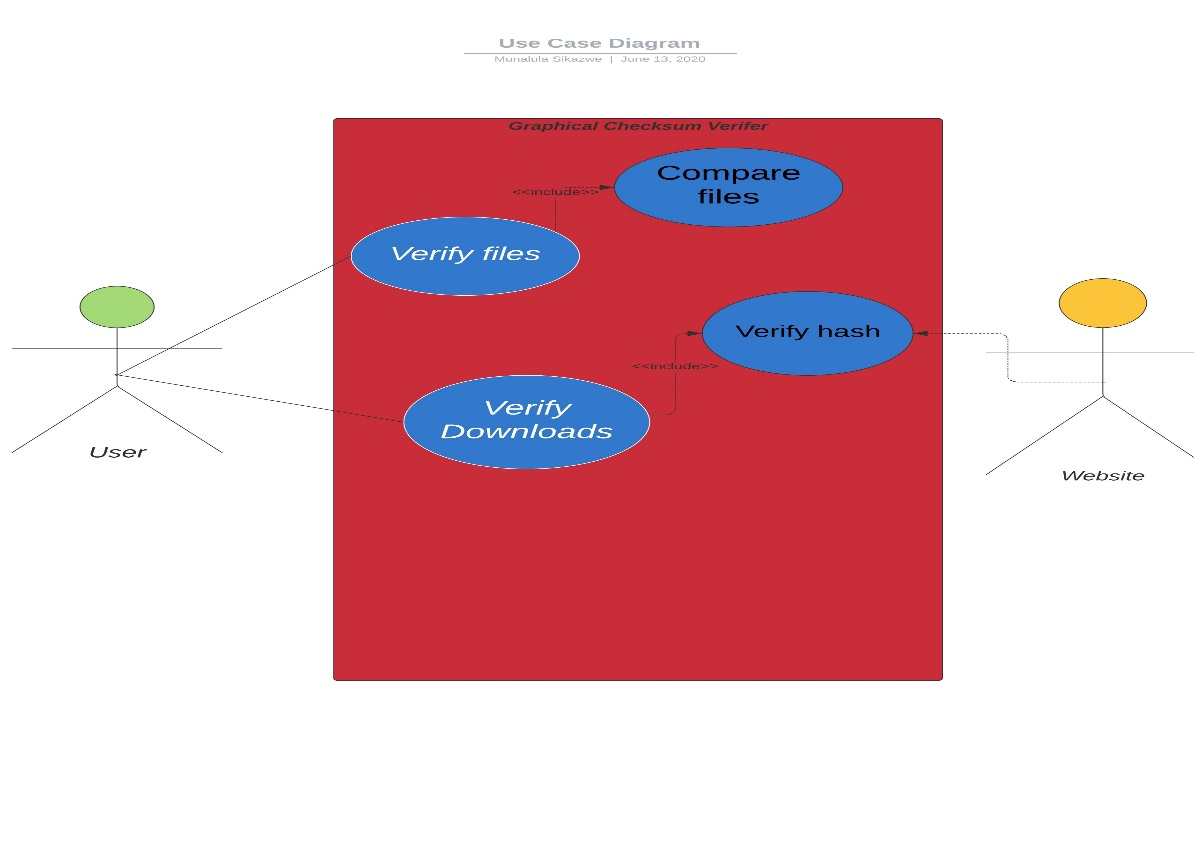 Use Case Diagram
Munalula Sikazwe | June 13, 2020
Graphical Checksum Verifer
Compare
files
<<include>>
Verify files
Verify hash
<<include>>
Verify
Downloads
User
Website